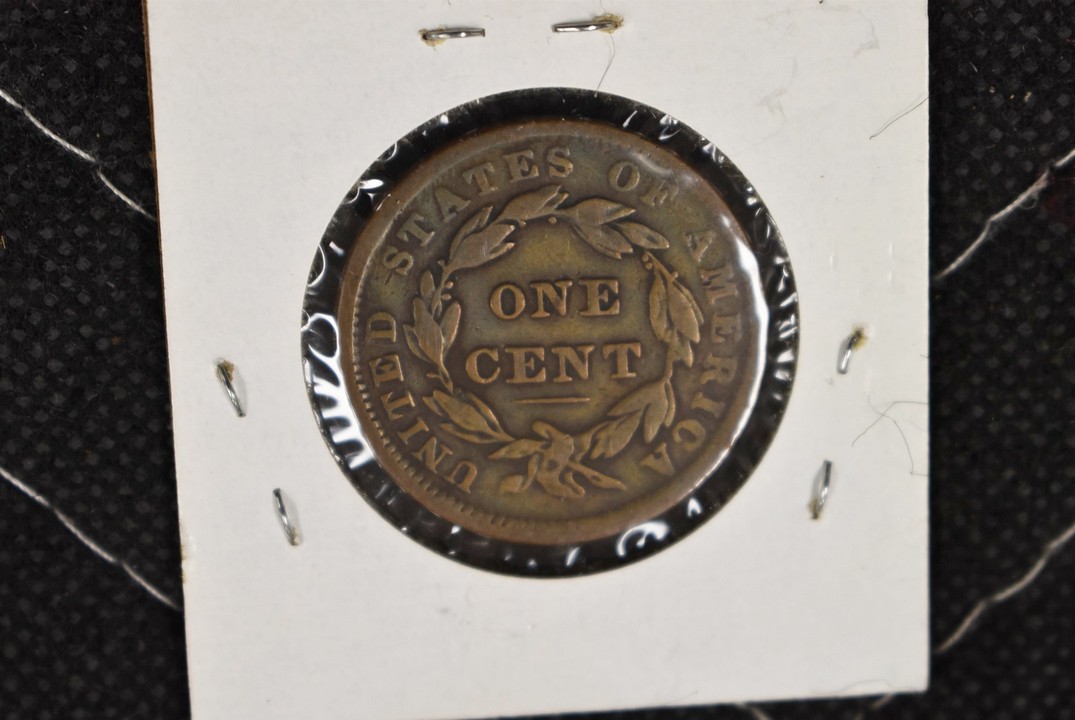 UNITED STATES OF AMERICA
ONE
CENT